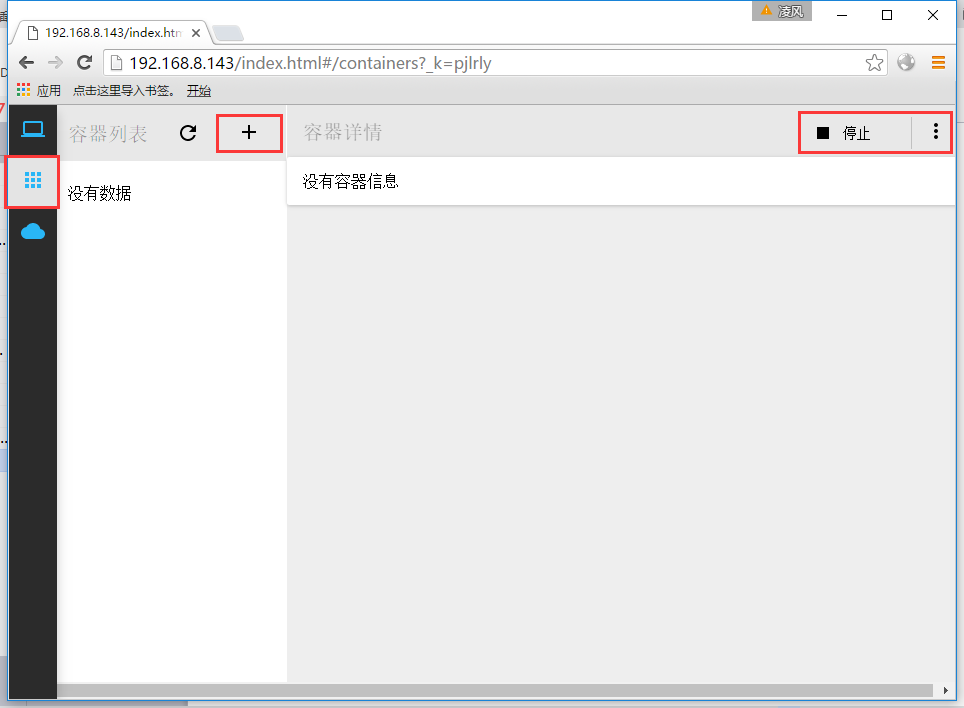 凌风
192.168.8.143/index.htm
192.168.8.143/index.html#/containers?_k=pjlrly
应用 点击这里导入书签。 开始
容器列表
容器详情
停止
没有数据
没有容器信息